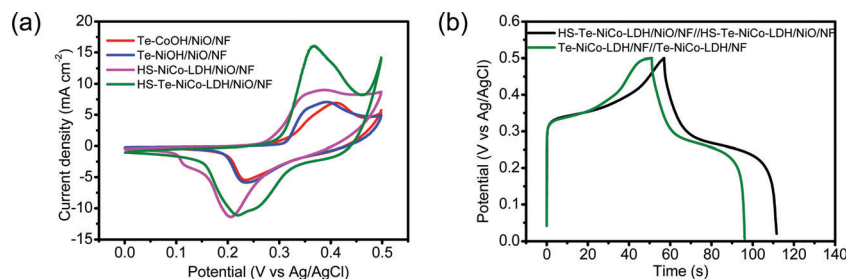 (a)
Te-CoOH/NiO/NF
Te-NiOH/NiO/NF
HS-NiCo-LDH/NiO/NF
HS-Te-NiCo-LDH/NiO/NF
Current density (mA cm⁻²)
20
15
10
5
0
-5
-10
-15
0.0 0.1 0.2 0.3 0.4 0.5
Potential (V vs Ag/AgCl)
(b)
HS-Te-NiCo-LDH/NiO/NF//HS-Te-NiCo-LDH/NiO/NF
Te-NiCo-LDH/NF//Te-NiCo-LDH/NF
Potential (V vs Ag/AgCl)
0.5
0.4
0.3
0.2
0.1
0.0
0 20 40 60 80 100 120 140
Time (s)